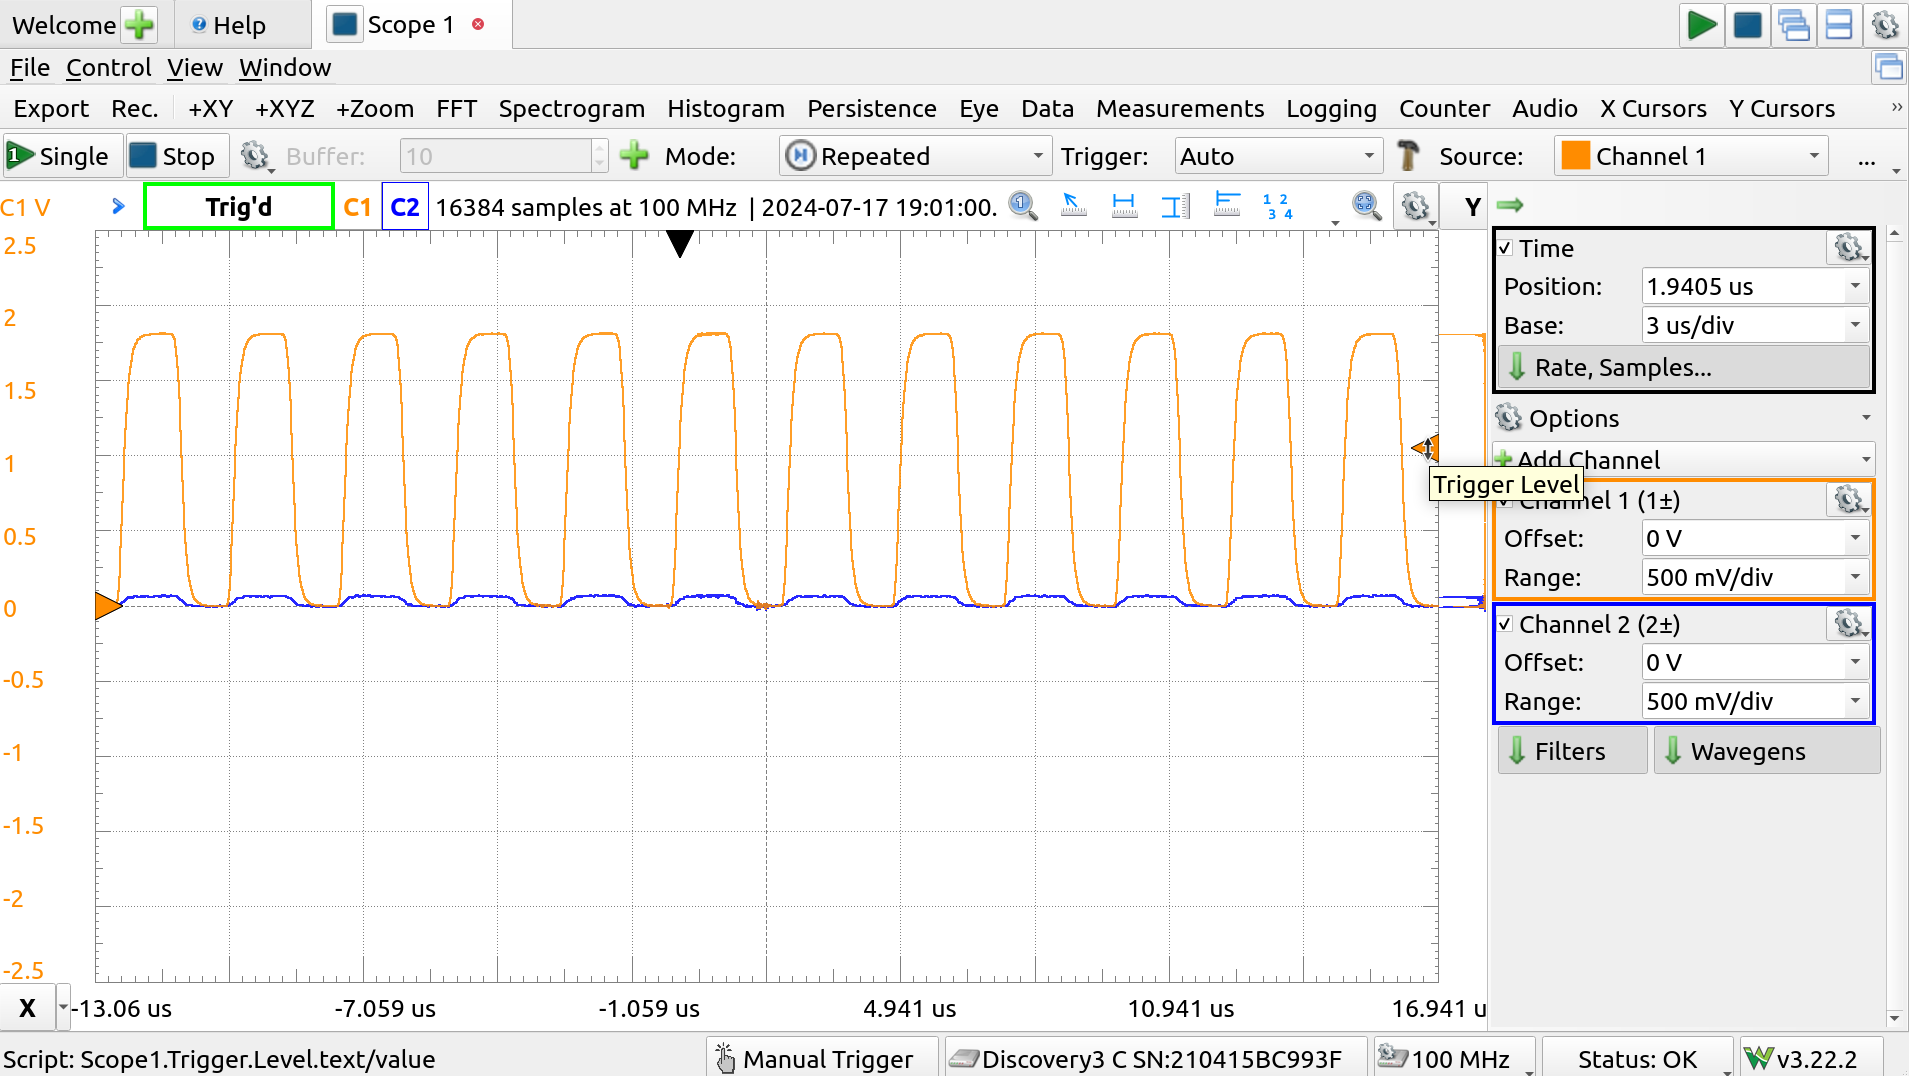 Welcome Help Scope 1
File Control View Window
Export Rec. +XY +XYZ +Zoom FFT Spectrogram Histogram Persistence Eye Data Measurements Logging Counter Audio X Cursors Y Cursors »
1 Single Stop Buffer: 10 Mode: Repeated Trigger: Auto Source: Channel 1 ...
C1 V Trig'd C1 C2 16384 samples at 100 MHz | 2024-07-17 19:01:00. Y
2.5
2
1.5
1
0.5
0
-0.5
-1
-1.5
-2
-2.5
X -13.06 us -7.059 us -1.059 us 4.941 us 10.941 us 16.941 u
Time
Position: 1.9405 us
Base: 3 us/div
Rate, Samples...
Options
Add Channel
Trigger Level
Channel 1 (1±)
Offset: 0 V
Range: 500 mV/div
Channel 2 (2±)
Offset: 0 V
Range: 500 mV/div
Filters Wavegens
Script: Scope1.Trigger.Level.text/value Manual Trigger Discovery3 C SN:210415BC993F 100 MHz Status: OK v3.22.2